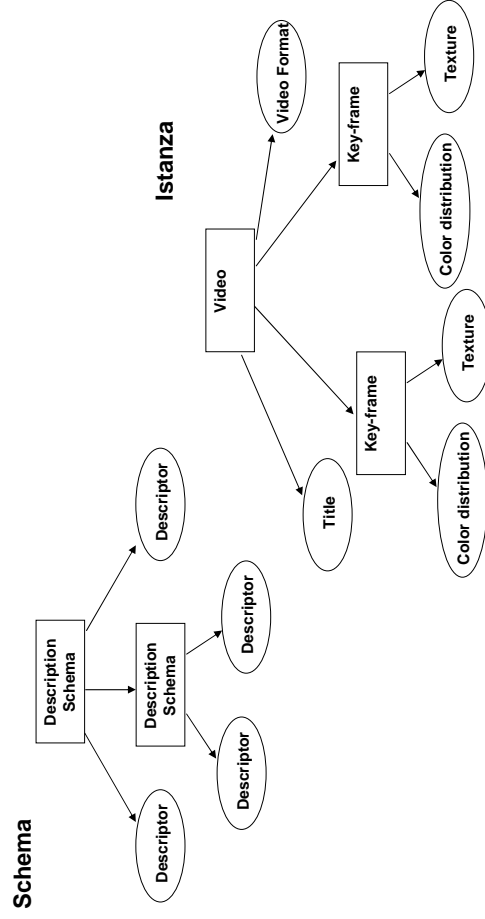 Schema
Description
Schema
Descriptor
Descriptor
Description
Schema
Descriptor
Descriptor
Istanza
Video
Title
Video Format
Key-frame
Key-frame
Color distribution
Texture
Color distribution
Texture